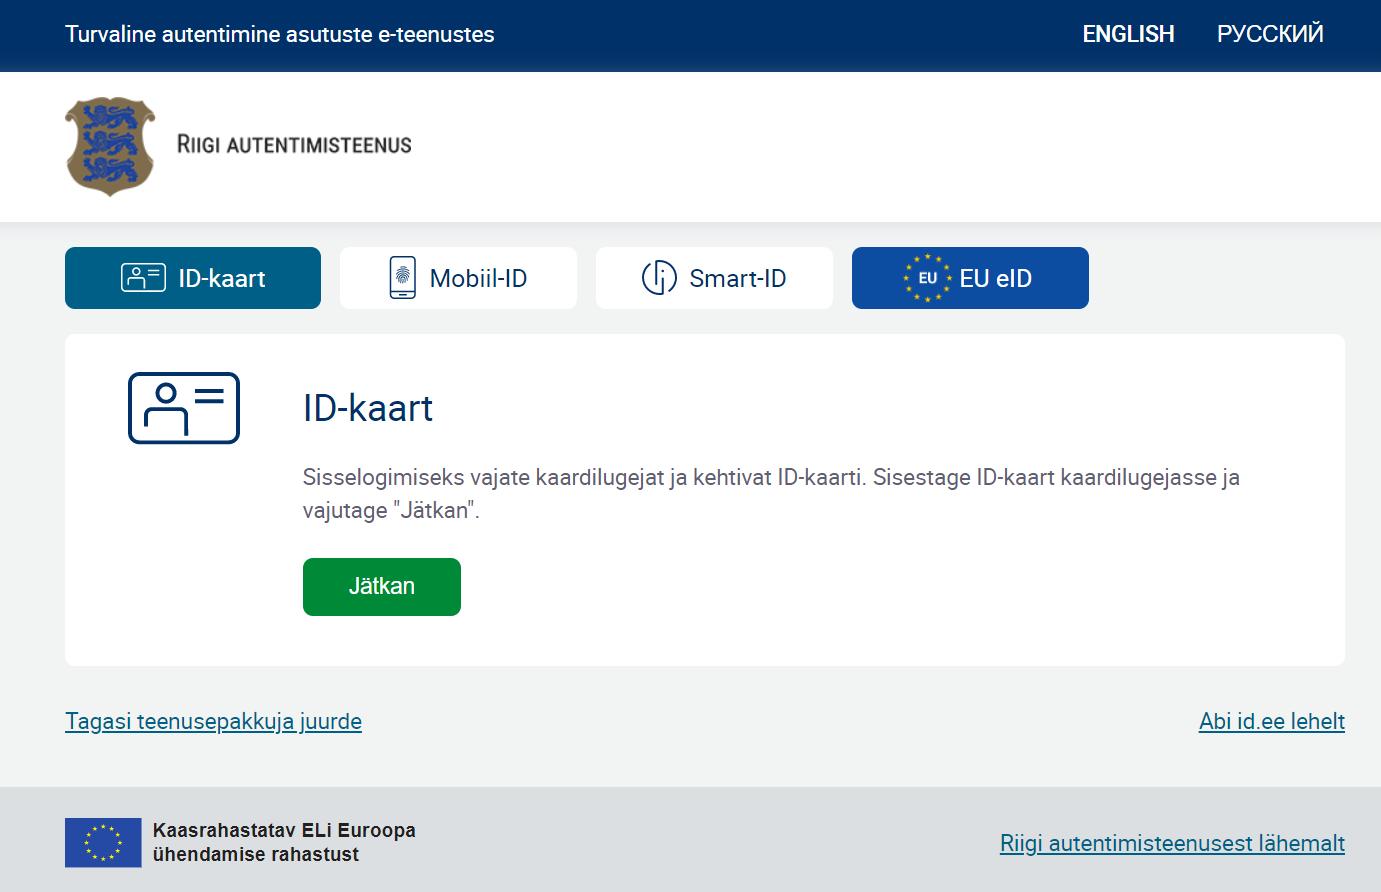 Turvaline autentimine asutuste e-teenustes
ENGLISH
РУССКИЙ
RIIGI AUTENTIMISTEENUS
ID-kaart
Mobiil-ID
Smart-ID
EU
EU eID
ID-kaart
Sisselogimiseks vajate kaardilugejat ja kehtivat ID-kaarti. Sisestage ID-kaart kaardilugejasse ja
vajutage "Jätkan".
Jätkan
Tagasi teenusepakkuja juurde
Abi id.ee lehelt
Kaasrahastatav ELi Euroopa
ühendamise rahastust
Riigi autentimisteenusest lähemalt